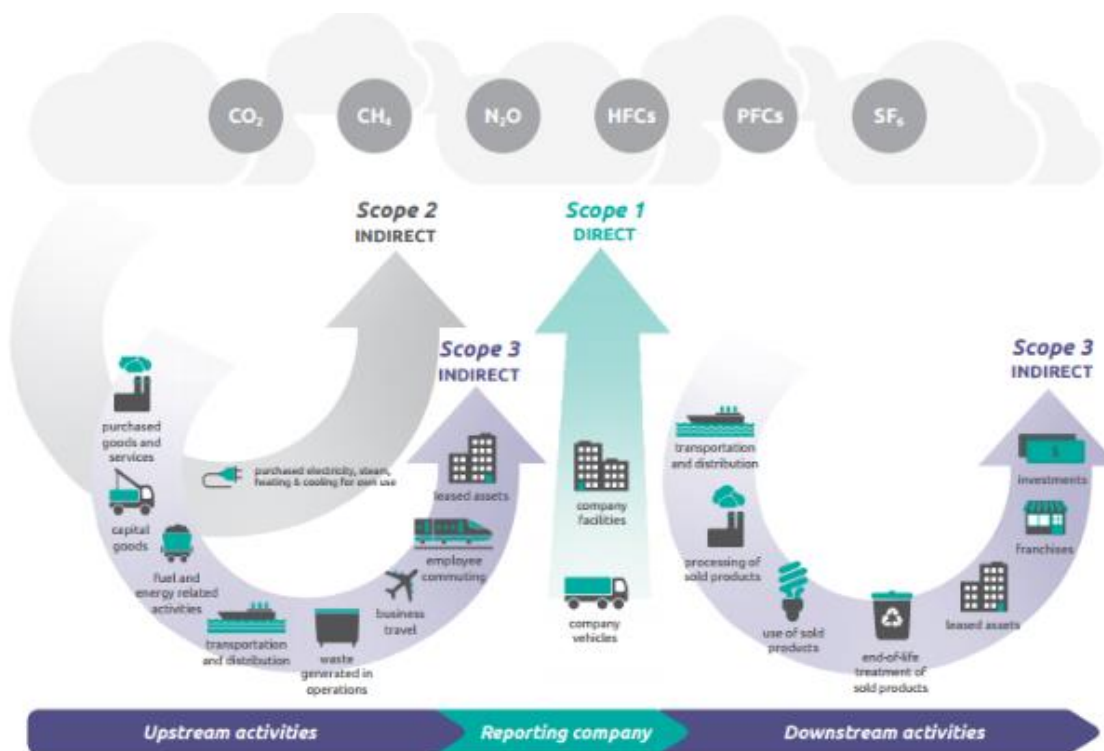 CO₂
CH₄
N₂O
HFCs
PFCs
SF₆
Scope 2
INDIRECT
Scope 1
DIRECT
Scope 3
INDIRECT
Scope 3
INDIRECT
purchased
goods and
services
capital
goods
fuel and
energy related
activities
transportation
and distribution
waste
generated in
operations
business
travel
employee
commuting
leased assets
purchased electricity, steam,
heating & cooling for own use
company
facilities
company
vehicles
transportation
and distribution
processing of
sold products
use of sold
products
end-of-life
treatment of
sold products
leased assets
franchises
investments
$
Upstream activities
Reporting company
Downstream activities